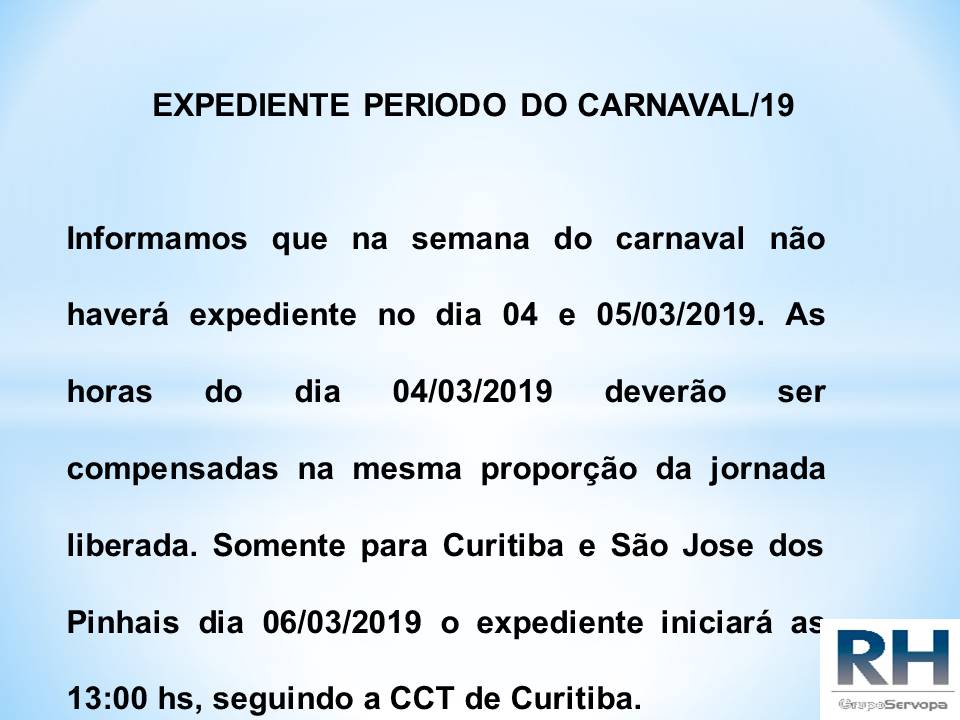 EXPEDIENTE PERIODO DO CARNAVAL/19
Informamos que na semana do carnaval não
haverá expediente no dia 04 e 05/03/2019. As
horas do dia 04/03/2019 deverão ser
compensadas na mesma proporção da jornada
liberada. Somente para Curitiba e São Jose dos
Pinhais dia 06/03/2019 o expediente iniciará as
13:00 hs, seguindo a CCT de Curitiba.
RH
GrupoServopa